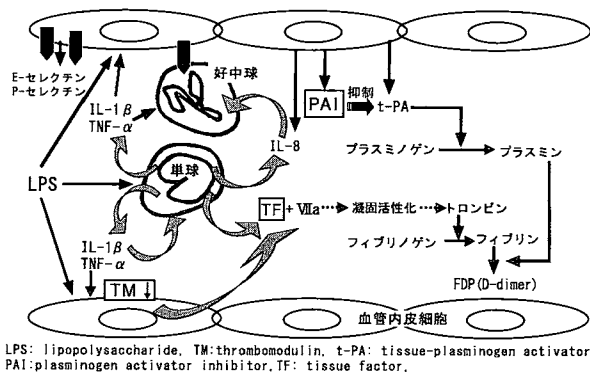 E-セレクチン
P-セレクチン
好中球
IL-1β
TNF-α
PAI
抑制
t-PA
IL-8
プラスミノゲン
プラスミン
LPS
単球
TF + Ⅶa
凝固活性化
トロンビン
フィブリノゲン
フィブリン
IL-1β
TNF-α
TM↓
FDP(D-dimer)
血管内皮細胞
LPS: lipopolysaccharide, TM:thrombomodulin, t-PA: tissue-plasminogen activator
PAI:plasminogen activator inhibitor,TF: tissue factor,